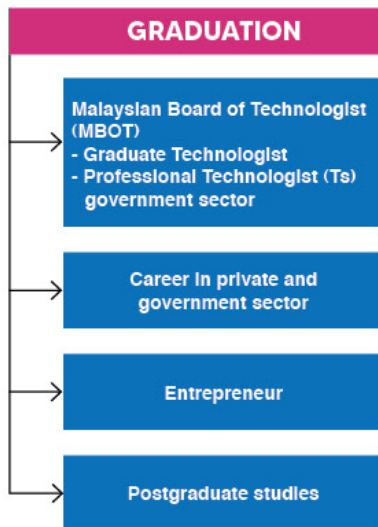 GRADUATION
Malaysian Board of Technologist
(MBOT)
- Graduate Technologist
- Professional Technologist (Ts)
government sector
Career in private and
government sector
Entrepreneur
Postgraduate studies